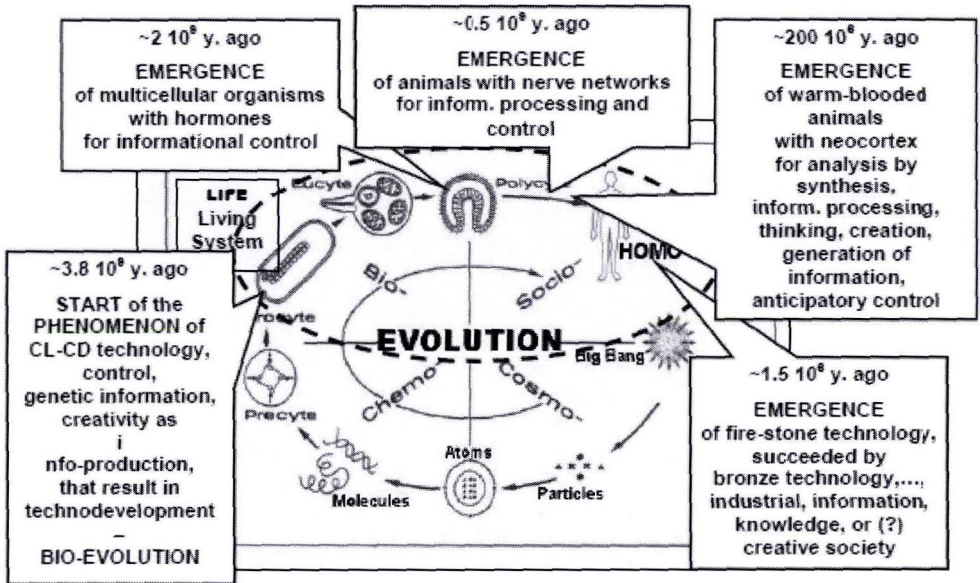 ~2 10⁹ y. ago
EMERGENCE
of multicellular organisms
with hormones
for informational control
~0.5 10⁹ y. ago
EMERGENCE
of animals with nerve networks
for inform. processing and
control
~200 10⁶ y. ago
EMERGENCE
of warm-blooded
animals
with neocortex
for analysis by
synthesis,
inform. processing,
thinking, creation,
generation of
information,
anticipatory control
LIFE
Living
System
HOMO
~3.8 10⁹ y. ago
START of the
PHENOMENON of
CL-CD technology,
control,
genetic information,
creativity as
i
nfo-production,
that result in
technodevelopment
–
BIO-EVOLUTION
Bio-
Socio-
EVOLUTION
Big Bang
Chemo-
Cosmo-
Precyte
Atoms
Molecules
Particles
~1.5 10⁶ y. ago
EMERGENCE
of fire-stone technology,
succeeded by
bronze technology,...,
industrial, information,
knowledge, or (?)
creative society